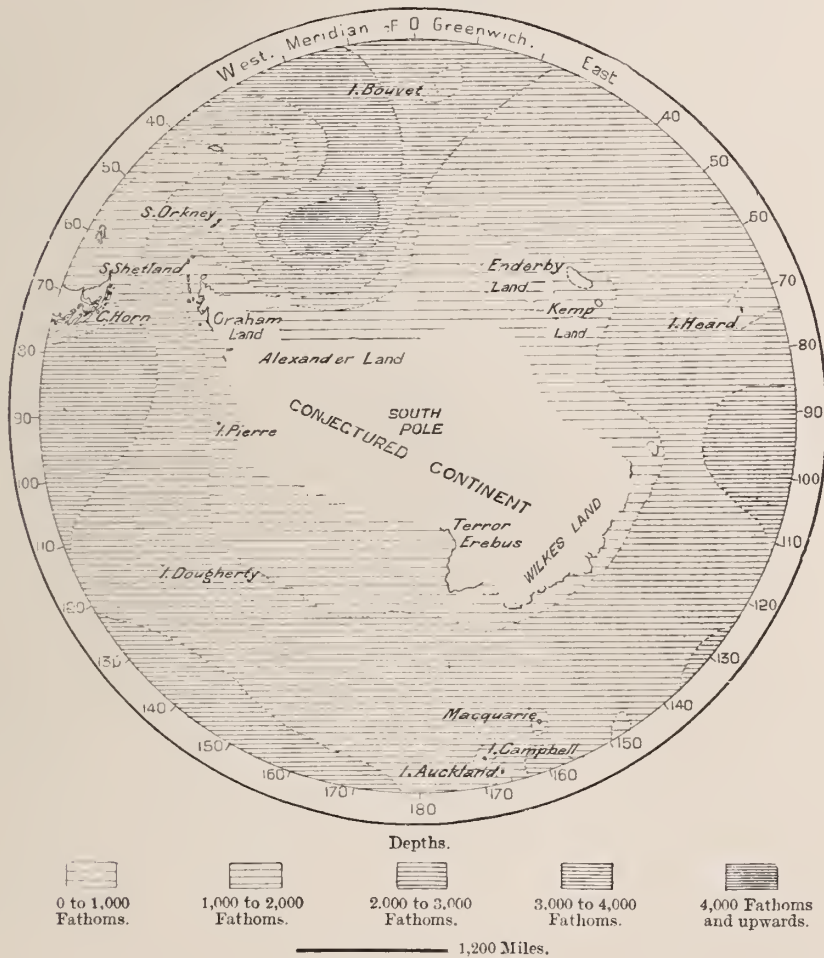 West. Meridian of 0 Greenwich. East
40
50
60
70
80
90
100
110
120
130
140
150
160
170
180
170
160
150
140
130
120
110
100
90
80
70
60
50
40
I. Bouvet
S. Orkney
S. Shetland
C. Horn
Graham
Land
Alexander Land
Enderby
Land
Kemp
Land
I. Heard
SOUTH
POLE
CONJECTURED CONTINENT
I. Pierre
Terror
Erebus
WILKES LAND
I. Dougherty
Macquarie
I. Campbell
I. Auckland
Depths.
0 to 1,000
Fathoms.
1,000 to 2,000
Fathoms.
2.000 to 3,000
Fathoms.
3.000 to 4,000
Fathoms.
4,000 Fathoms
and upwards.
1,200 Miles.